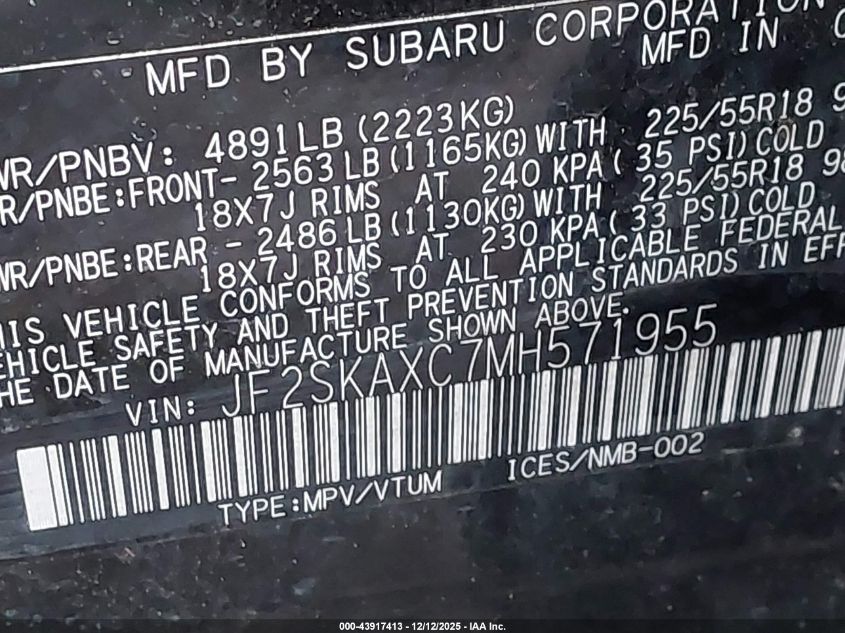 MFD BY SUBARU CORPORATION
MFD IN
WR/PNBV: 4891LB (2223KG)
R/PNBE:FRONT- 2563 LB(1165KG)WITH 225/55R18
18X7J RIMS AT 240 KPA( 35 PSI)COLD
WR/PNBE:REAR - 2486 LB(1130KG)WITH 225/55R18 98
18X7J RIMS AT 230 KPA( 33 PSI)COLD
HIS VEHICLE CONFORMS TO ALL APPLICABLE FEDERAL
EHICLE SAFETY AND THEFT PREVENTION STANDARDS IN EFF
HE DATE OF MANUFACTURE SHOWN ABOVE.
VIN: JF2SKAXC7MH571955
TYPE:MPV/VTUM ICES/NMB-002
000-43917413 - 12/12/2025 - IAA Inc.